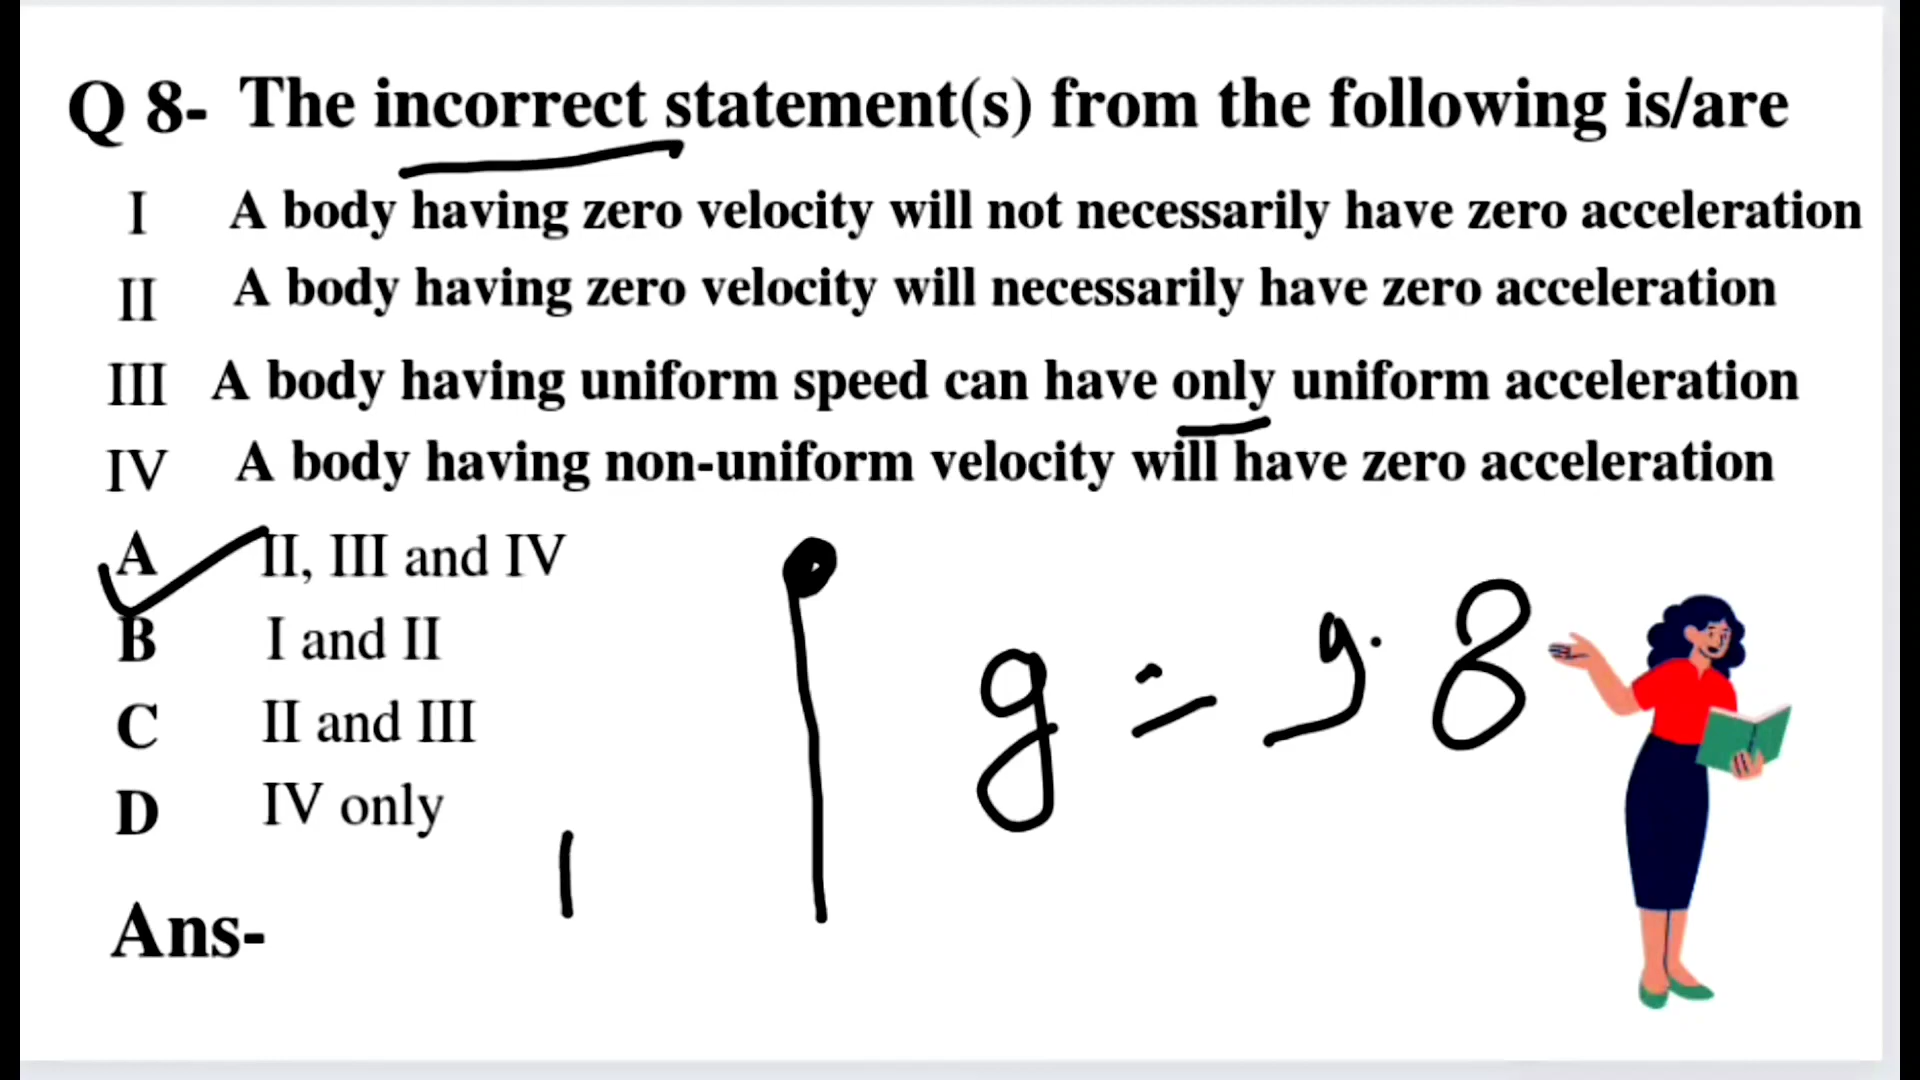 Q 8- The incorrect statement(s) from the following is/are
I A body having zero velocity will not necessarily have zero acceleration
II A body having zero velocity will necessarily have zero acceleration
III A body having uniform speed can have only uniform acceleration
IV A body having non-uniform velocity will have zero acceleration
A II, III and IV
B I and II
C II and III
D IV only
g = 9.8
Ans-